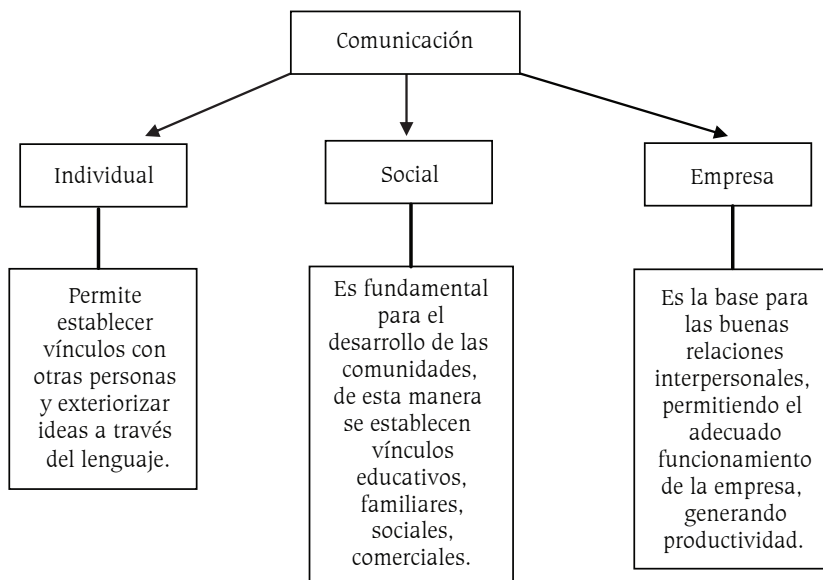 Comunicación
Individual
Social
Empresa
Permite
establecer
vínculos con
otras personas
y exteriorizar
ideas a través
del lenguaje.
Es fundamental
para el
desarrollo de las
comunidades,
de esta manera
se establecen
vínculos
educativos,
familiares,
sociales,
comerciales.
Es la base para
las buenas
relaciones
interpersonales,
permitiendo el
adecuado
funcionamiento
de la empresa,
generando
productividad.